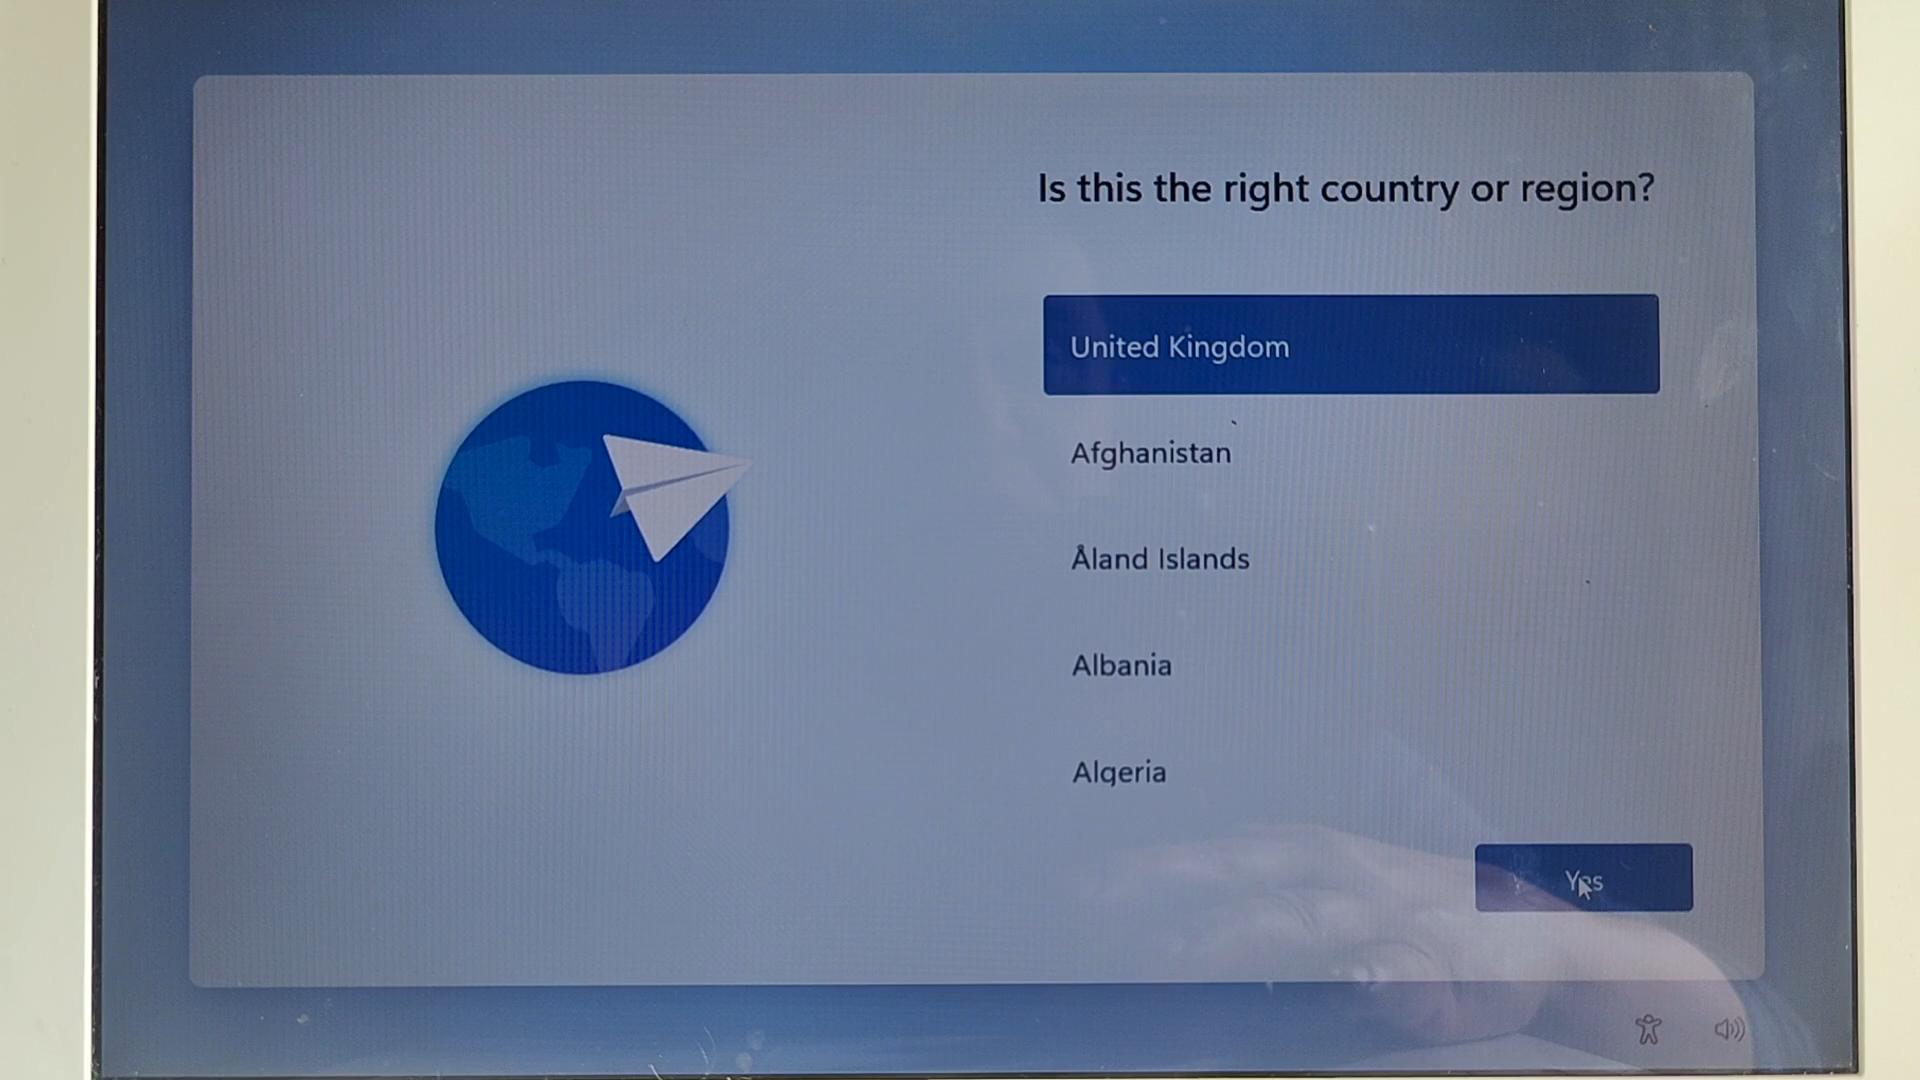 Is this the right country or region?
United Kingdom
Afghanistan
Åland Islands
Albania
Algeria
Yes